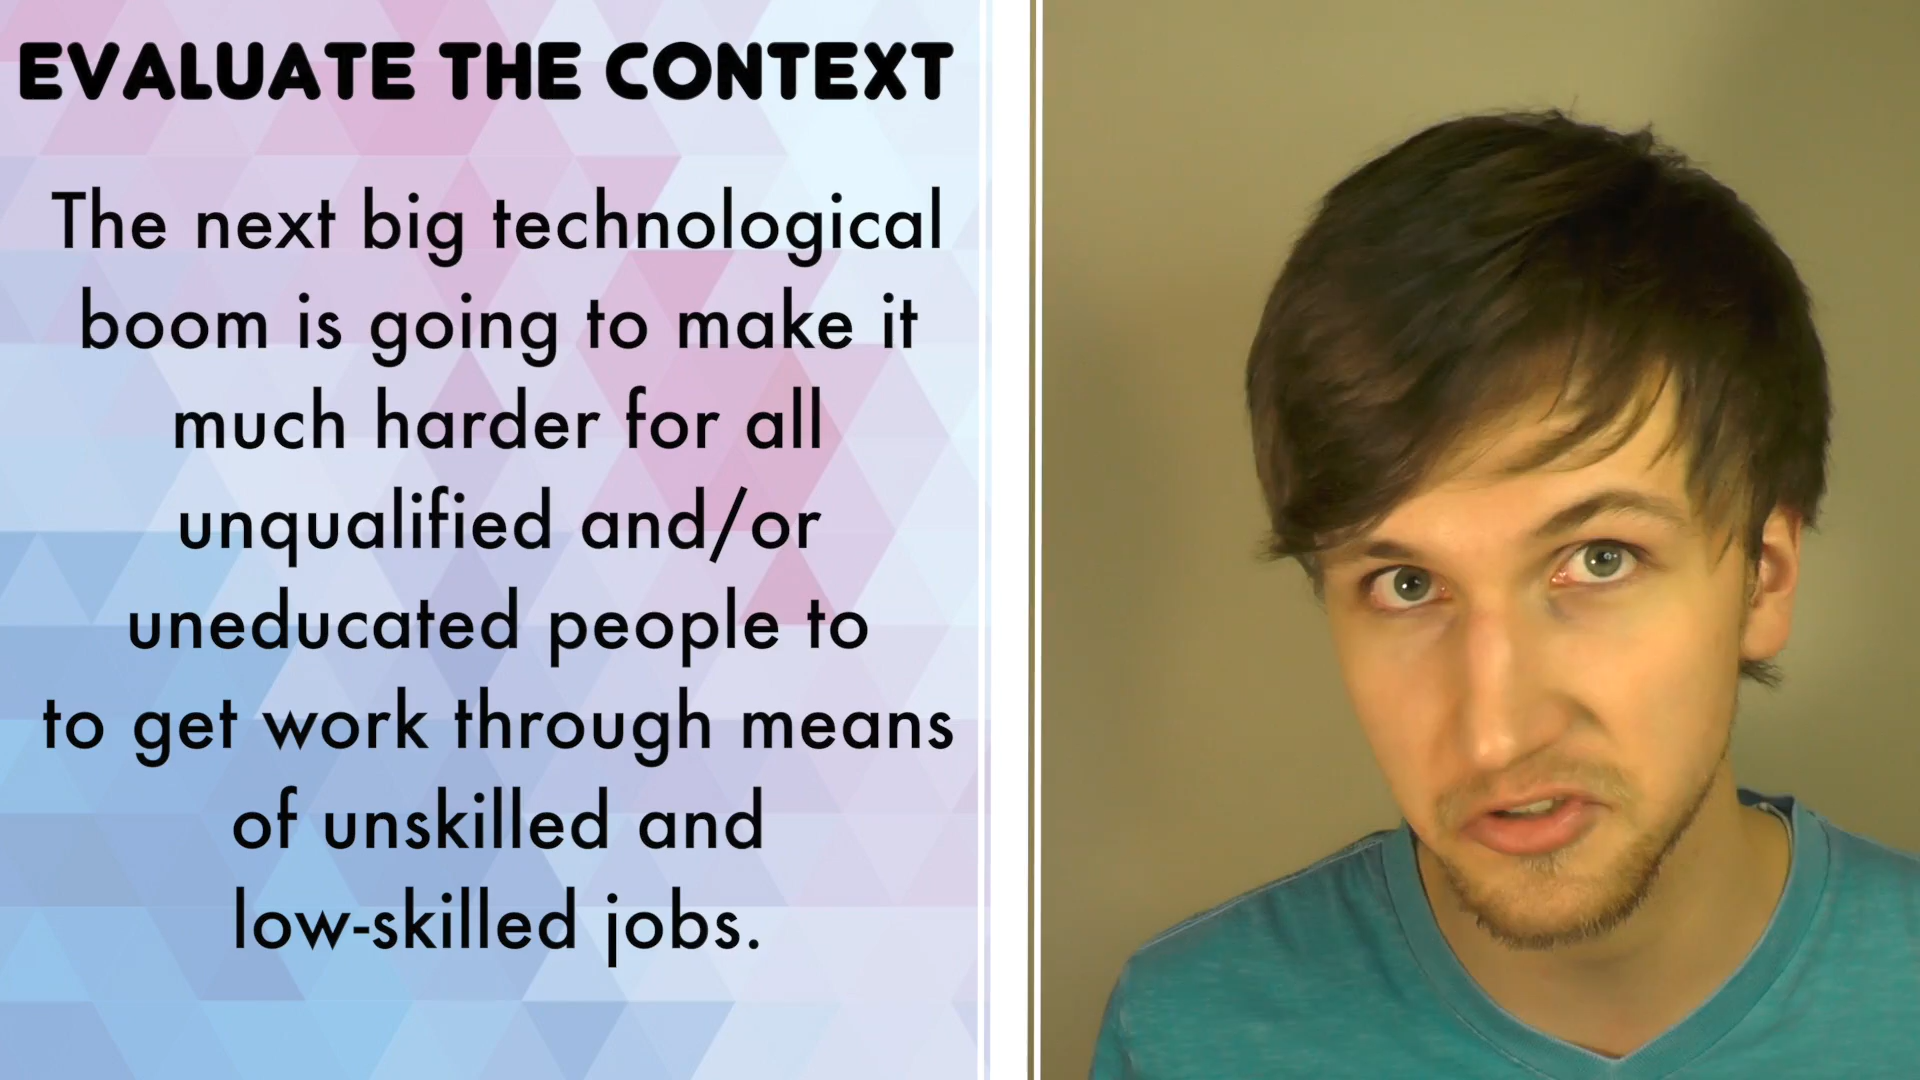 EVALUATE THE CONTEXT
The next big technological
boom is going to make it
much harder for all
unqualified and/or
uneducated people to
to get work through means
of unskilled and
low-skilled jobs.